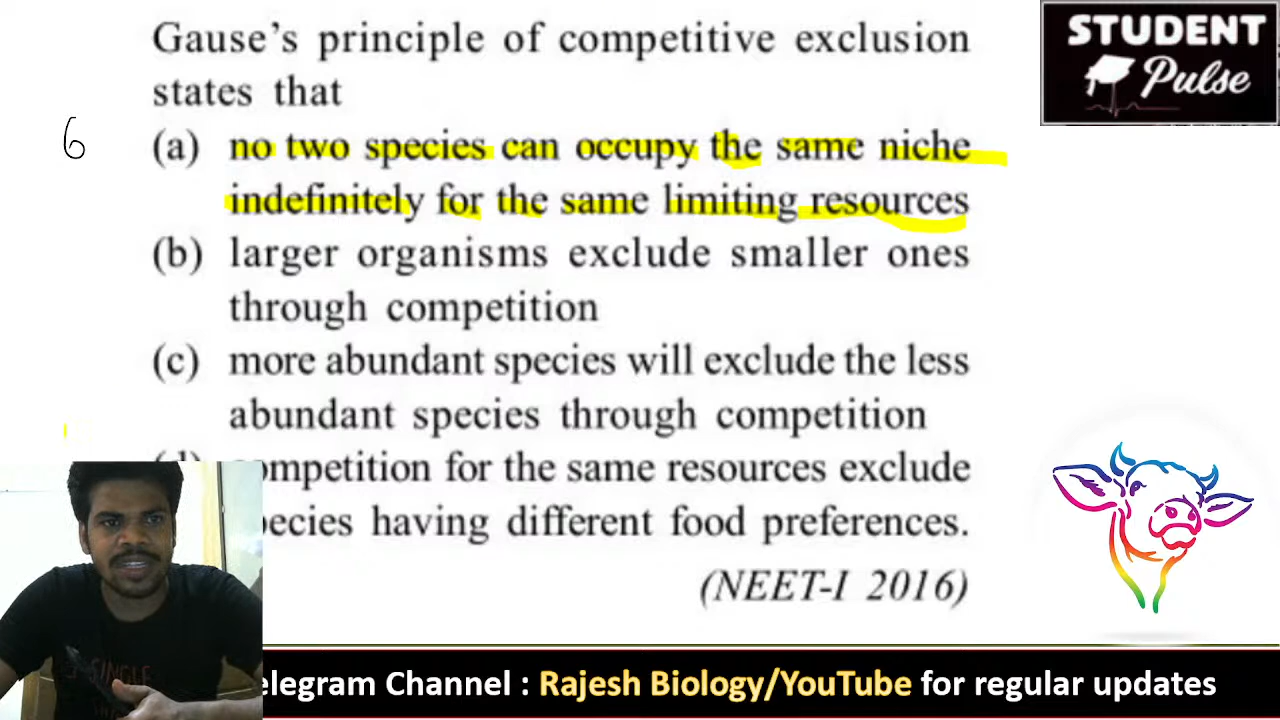 Gause's principle of competitive exclusion
states that
6
(a) no two species can occupy the same niche
indefinitely for the same limiting resources
(b) larger organisms exclude smaller ones
through competition
(c) more abundant species will exclude the less
abundant species through competition
ompetition for the same resources exclude
ecies having different food preferences.
(NEET-I 2016)
STUDENT
Pulse
SINGLE
elegram Channel : Rajesh Biology/YouTube for regular updates